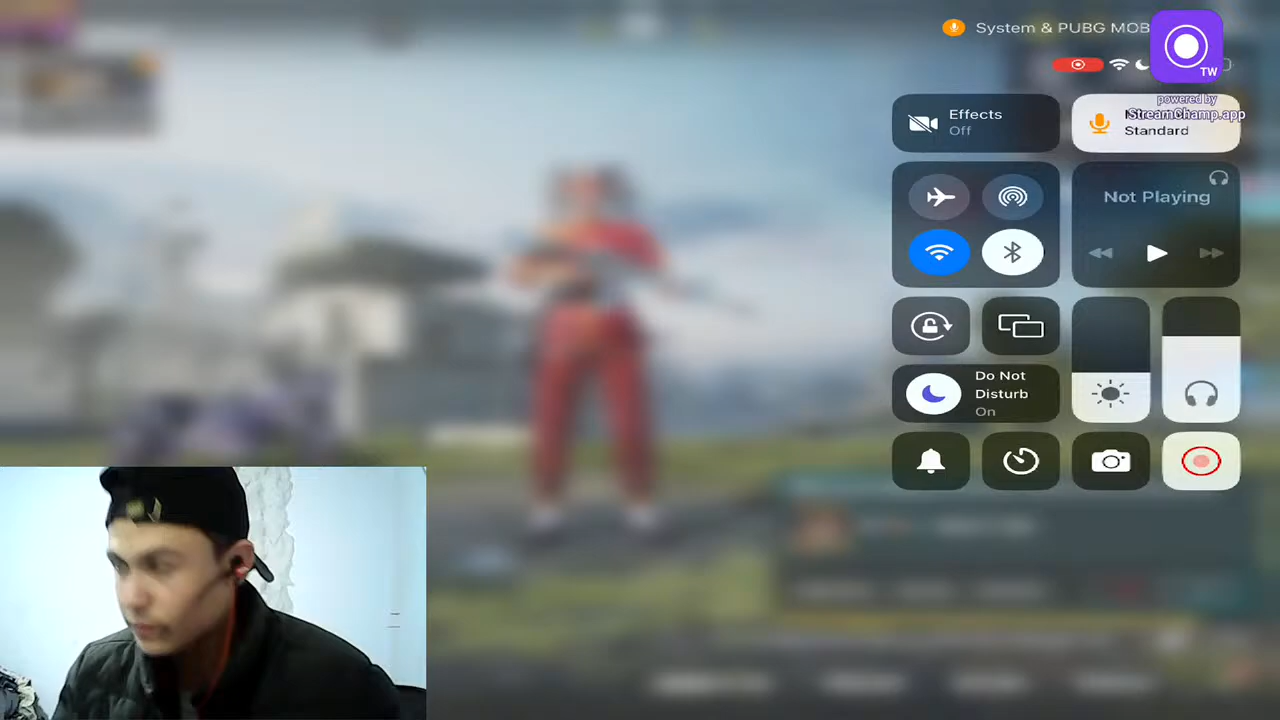 System & PUBG MOB
TW
powered by
StreamChamp.app
Effects
Off
Standard
Not Playing
Do Not
Disturb
On